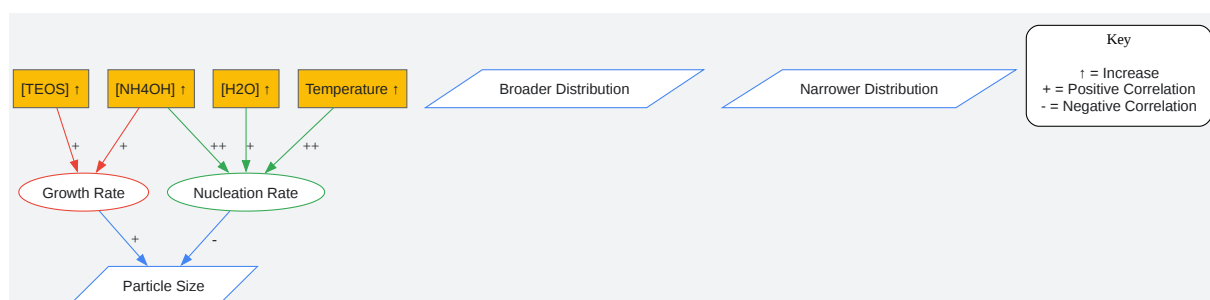 Key
↑ = Increase
+ = Positive Correlation
- = Negative Correlation
[TEOS] ↑
[NH4OH] ↑
[H2O] ↑
Temperature ↑
Broader Distribution
Narrower Distribution
+
+
++
+
++
Growth Rate
Nucleation Rate
+
-
Particle Size